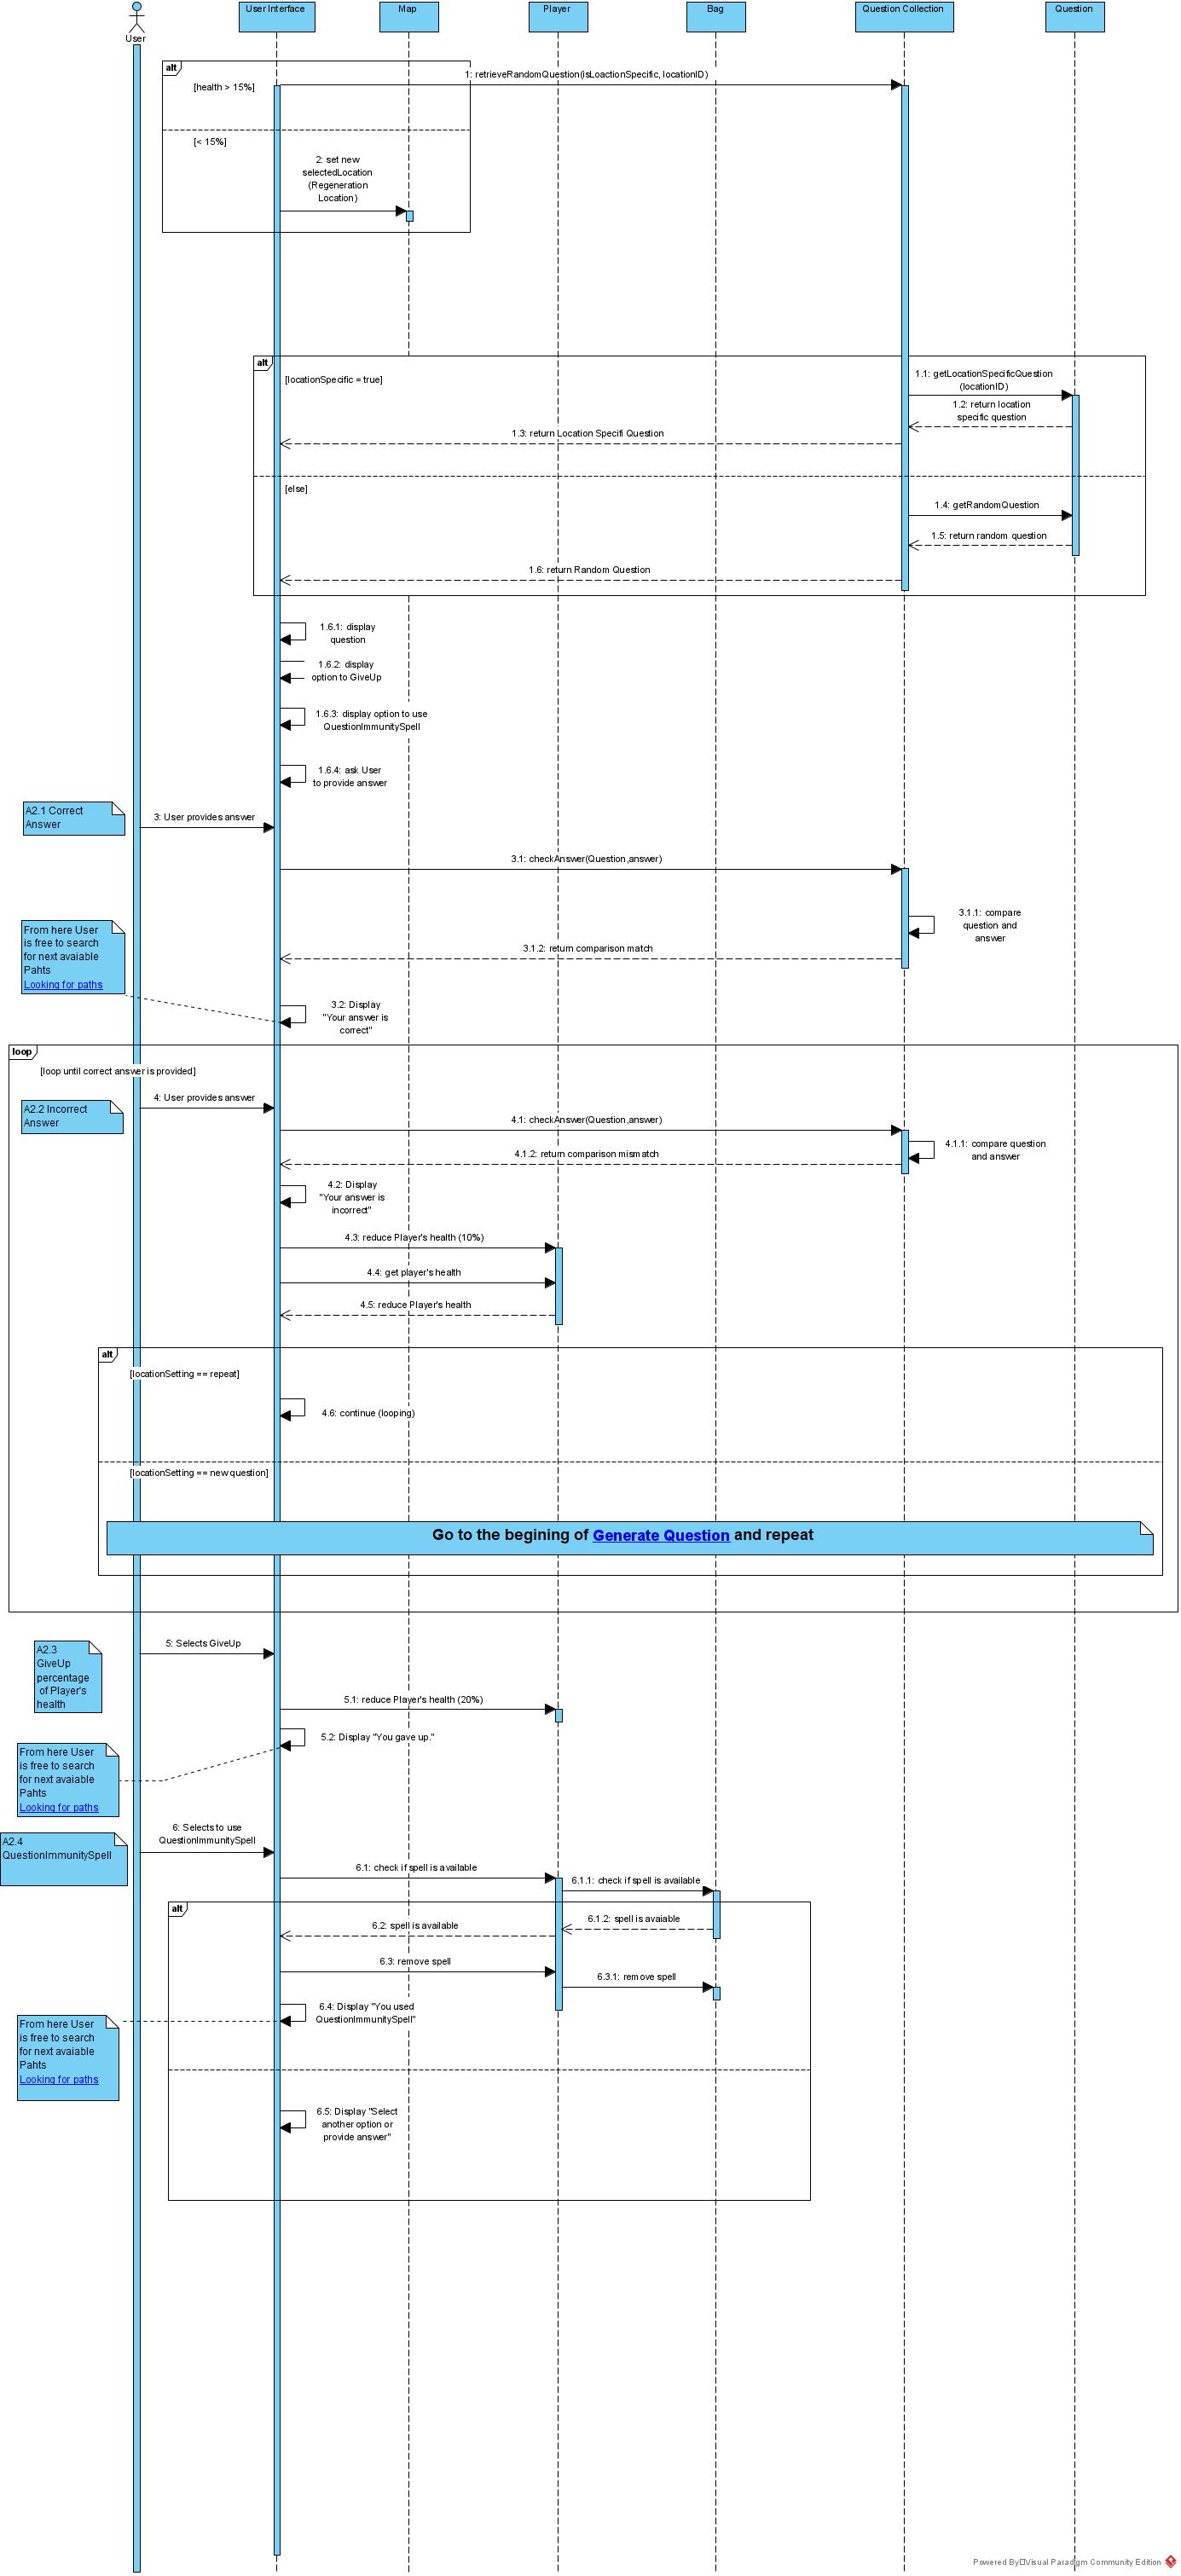 User
User Interface
Map
Player
Bag
Question Collection
Question
alt
[health > 15%]
1: retrieveRandomQuestion(isLoactionSpecific, locationID)
[< 15%]
2: set new
selectedLocation
(Regeneration
Location)
alt
[locationSpecific = true]
1.1: getLocationSpecificQuestion
(locationID)
1.2: return location
specific question
1.3: return Location Specifi Question
[else]
1.4: getRandomQuestion
1.5: return random question
1.6: return Random Question
1.6.1: display
question
1.6.2: display
option to GiveUp
1.6.3: display option to use
QuestionImmunitySpell
1.6.4: ask User
to provide answer
A2.1 Correct
Answer
3: User provides answer
3.1: checkAnswer(Question,answer)
3.1.1: compare
question and
answer
From here User
is free to search
for next avaiable
Pahts
Looking for paths
3.1.2: return comparison match
3.2: Display
"Your answer is
correct"
loop
[loop until correct answer is provided]
A2.2 Incorrect
Answer
4: User provides answer
4.1: checkAnswer(Question,answer)
4.1.1: compare question
and answer
4.1.2: return comparison mismatch
4.2: Display
"Your answer is
incorrect"
4.3: reduce Player's health (10%)
4.4: get player's health
4.5: reduce Player's health
alt
[locationSetting == repeat]
4.6: continue (looping)
[locationSetting == new question]
Go to the begining of Generate Question and repeat
A2.3
GiveUp
percentage
of Player's
health
5: Selects GiveUp
5.1: reduce Player's health (20%)
5.2: Display "You gave up."
From here User
is free to search
for next avaiable
Pahts
Looking for paths
A2.4
QuestionImmunitySpell
6: Selects to use
QuestionImmunitySpell
6.1: check if spell is available
6.1.1: check if spell is available
alt
6.1.2: spell is avaiable
6.2: spell is available
6.3: remove spell
6.3.1: remove spell
6.4: Display "You used
QuestionImmunitySpell"
From here User
is free to search
for next avaiable
Pahts
Looking for paths
6.5: Display "Select
another option or
provide answer"
Powered By Visual Paradigm Community Edition